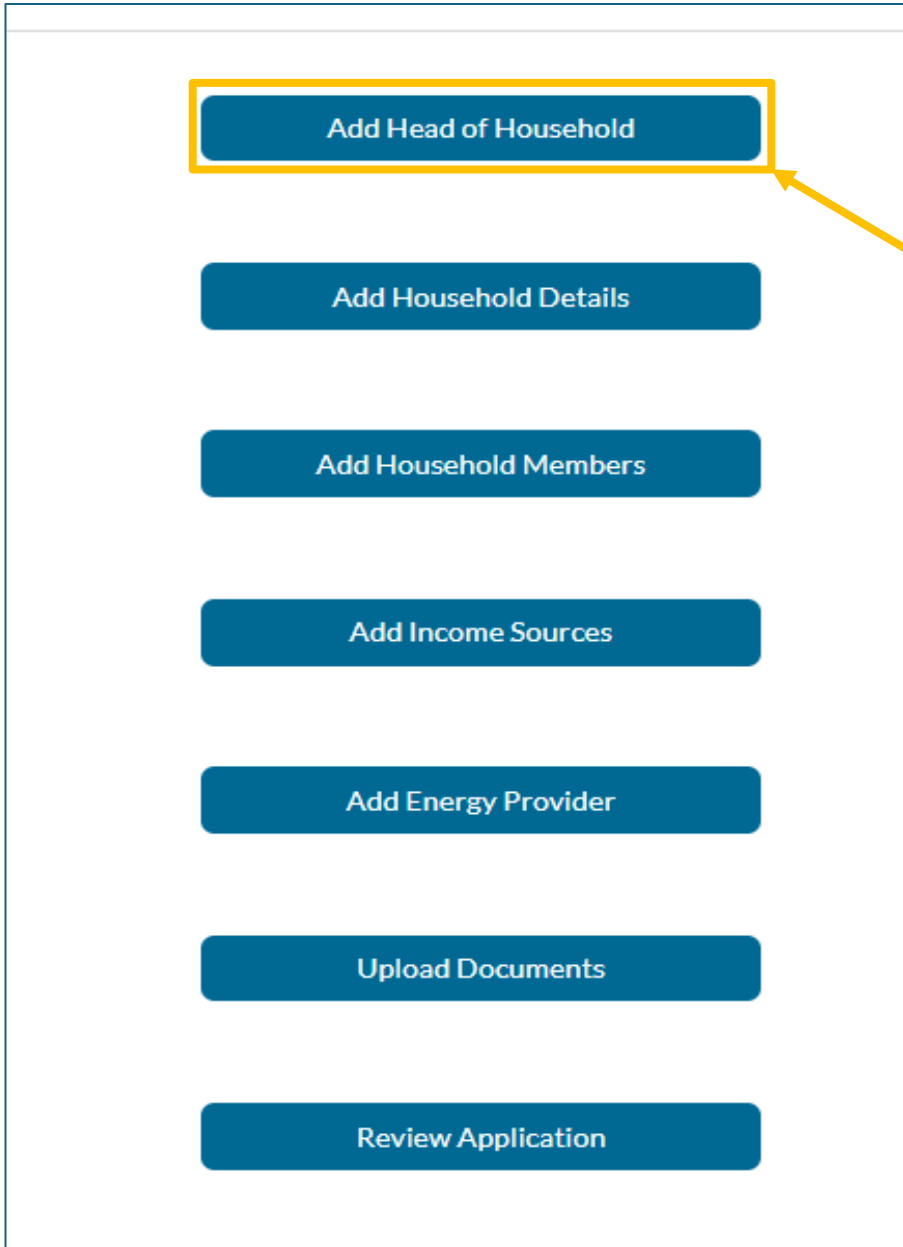 Add Head of Household
Add Household Details
Add Household Members
Add Income Sources
Add Energy Provider
Upload Documents
Review Application